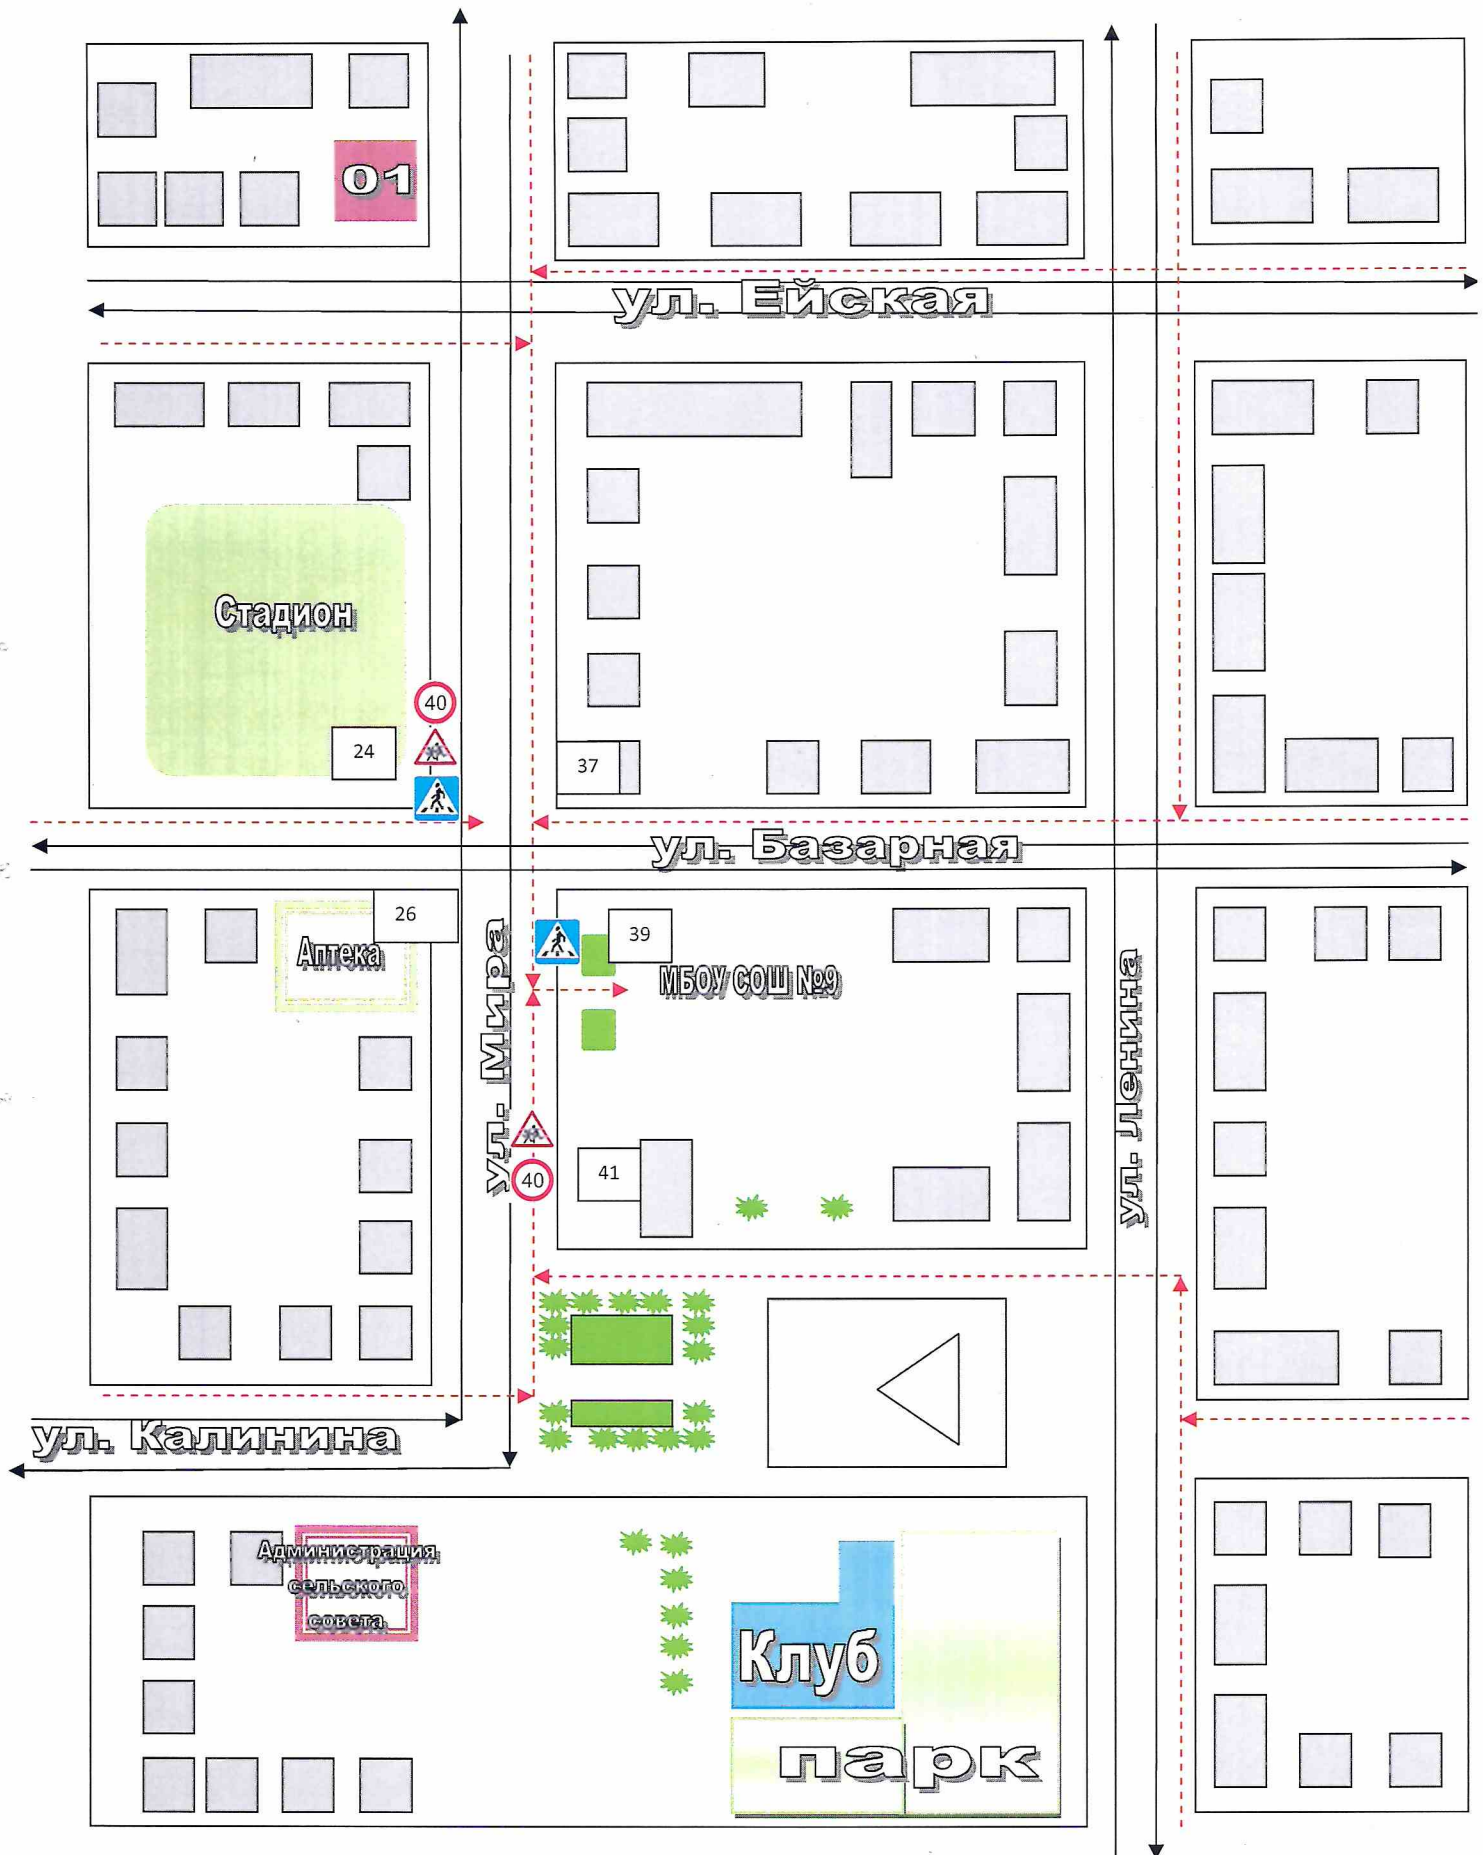 01
ул. Ейская
Стадион
40
24
37
ул. Базарная
26
Аптека
39
МБОУ СОШ №9
ул. Мира
ул. Ленина
40
41
ул. Калинина
Администрация
сельского
совета
Клуб
парк